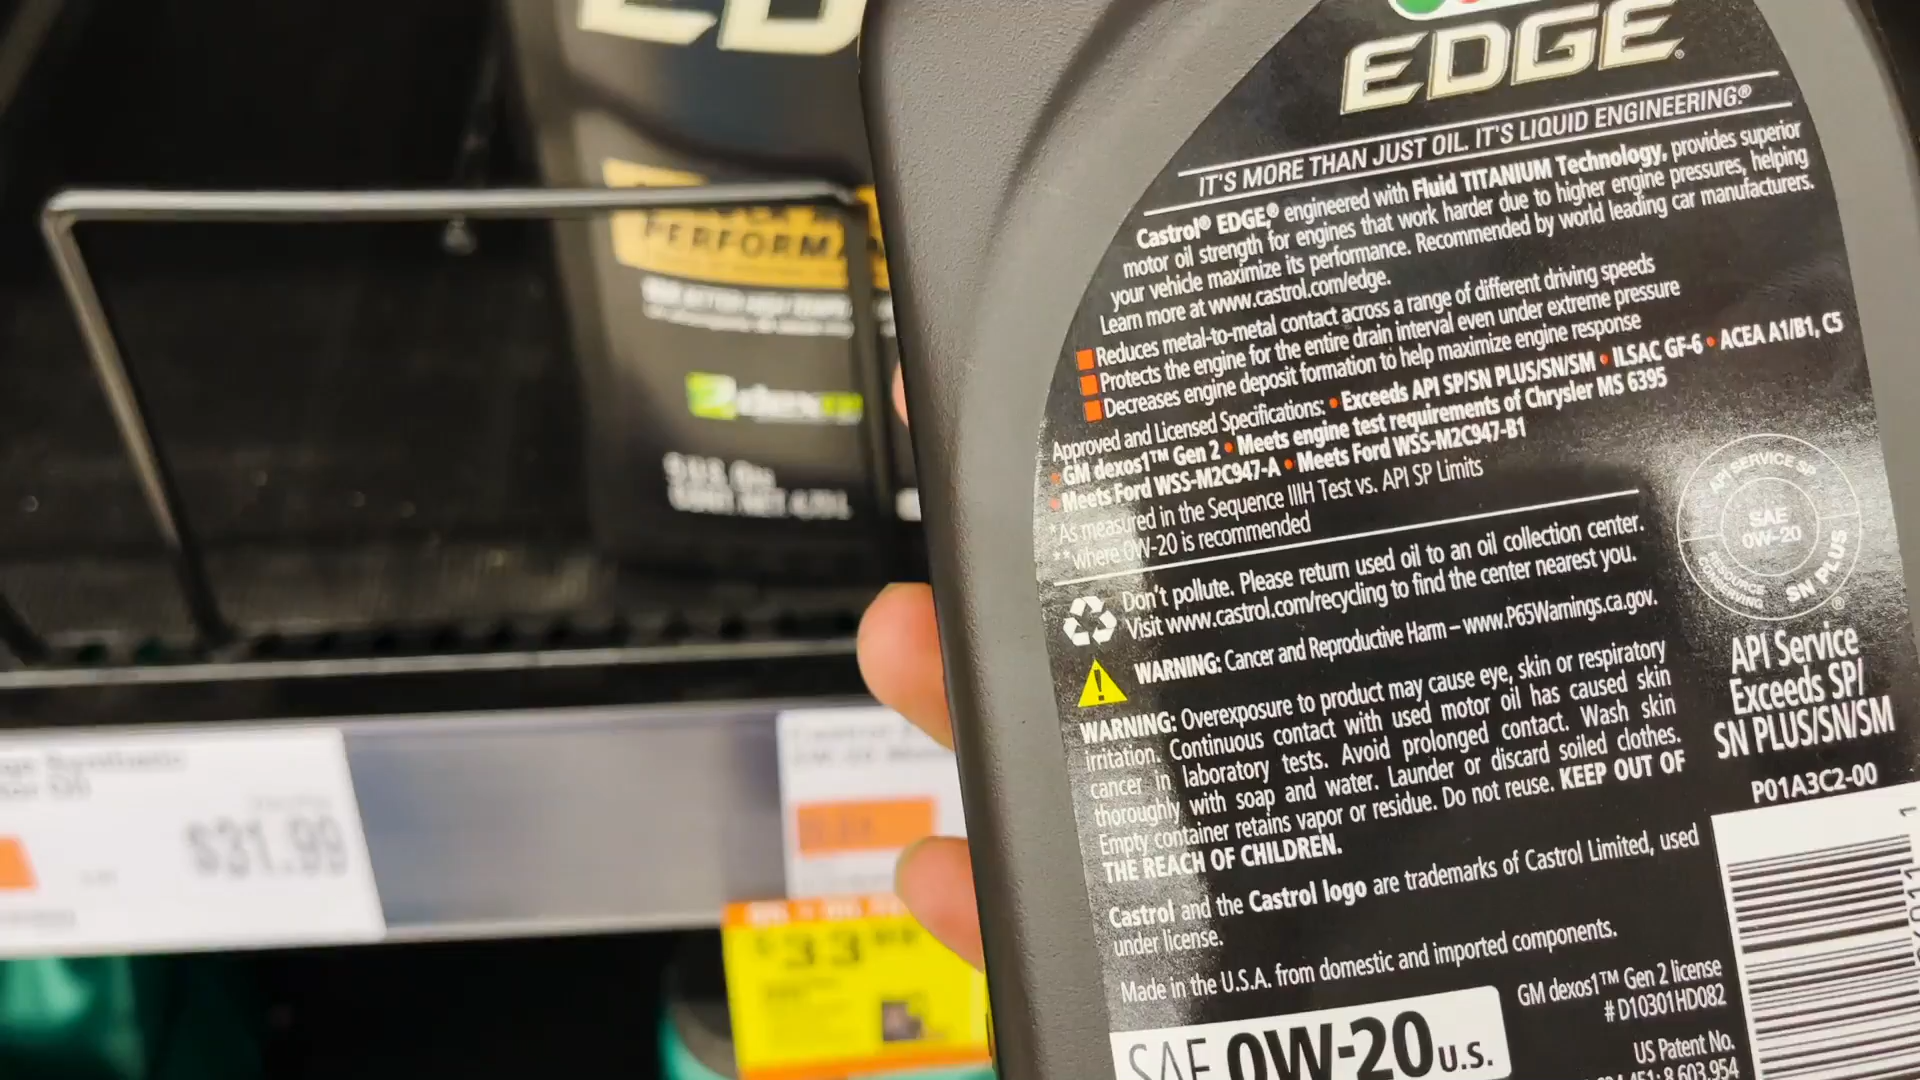 EDGE®
IT'S MORE THAN JUST OIL. IT'S LIQUID ENGINEERING.®
Castrol® EDGE,® engineered with Fluid TITANIUM Technology, provides superior
motor oil strength for engines that work harder due to higher engine pressures, helping
your vehicle maximize its performance. Recommended by world leading car manufacturers.
Learn more at www.castrol.com/edge.
Reduces metal-to-metal contact across a range of different driving speeds
Protects the engine for the entire drain interval even under extreme pressure
Decreases engine deposit formation to help maximize engine response
Approved and Licensed Specifications: • Exceeds API SP/SN PLUS/SN/SM • ILSAC GF-6 • ACEA A1/B1, C5
• GM dexos1™ Gen 2 • Meets engine test requirements of Chrysler MS 6395
• Meets Ford WSS-M2C947-A • Meets Ford WSS-M2C947-B1
*As measured in the Sequence IIIH Test vs. API SP Limits
**Where 0W-20 is recommended
Don't pollute. Please return used oil to an oil collection center.
Visit www.castrol.com/recycling to find the center nearest you.
WARNING: Cancer and Reproductive Harm – www.P65Warnings.ca.gov.
WARNING: Overexposure to product may cause eye, skin or respiratory
irritation. Continuous contact with used motor oil has caused skin
cancer in laboratory tests. Avoid prolonged contact. Wash skin
thoroughly with soap and water. Launder or discard soiled clothes.
Empty container retains vapor or residue. Do not reuse. KEEP OUT OF
THE REACH OF CHILDREN.
Castrol and the Castrol logo are trademarks of Castrol Limited, used
under license.
Made in the U.S.A. from domestic and imported components.
SAE 0W-20 U.S.
GM dexos1™ Gen 2 license
# D10301HD082
US Patent No.
8,603,954
API SERVICE SP
SAE
0W-20
RESOURCE
CONSERVING
SN PLUS
®
API Service
Exceeds SP/
SN PLUS/SN/SM
P01A3C2-00
ED
PERFORMA
dexo
$31.99
$33